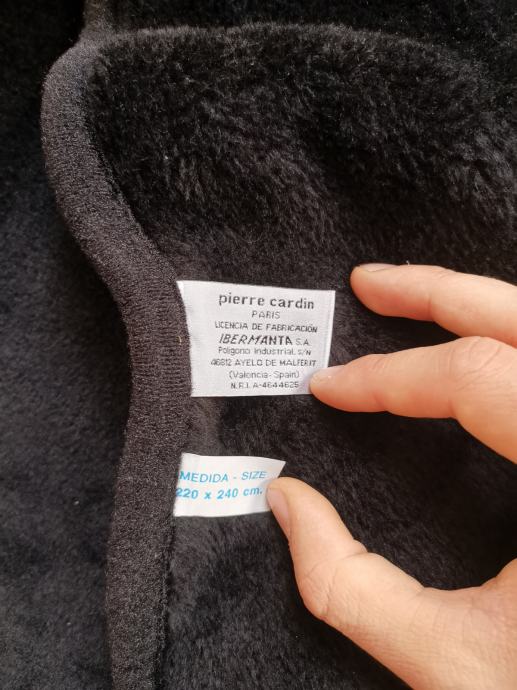 pierre cardin
PARIS
LICENCIA DE FABRICACIÓN
IBERMANTA S.A.
Polígono Industrial, s/n
46812 AYELO DE MALFERIT
(Valencia - Spain)
N.R.I. A-4644625
MEDIDA - SIZE
220 x 240 cm.